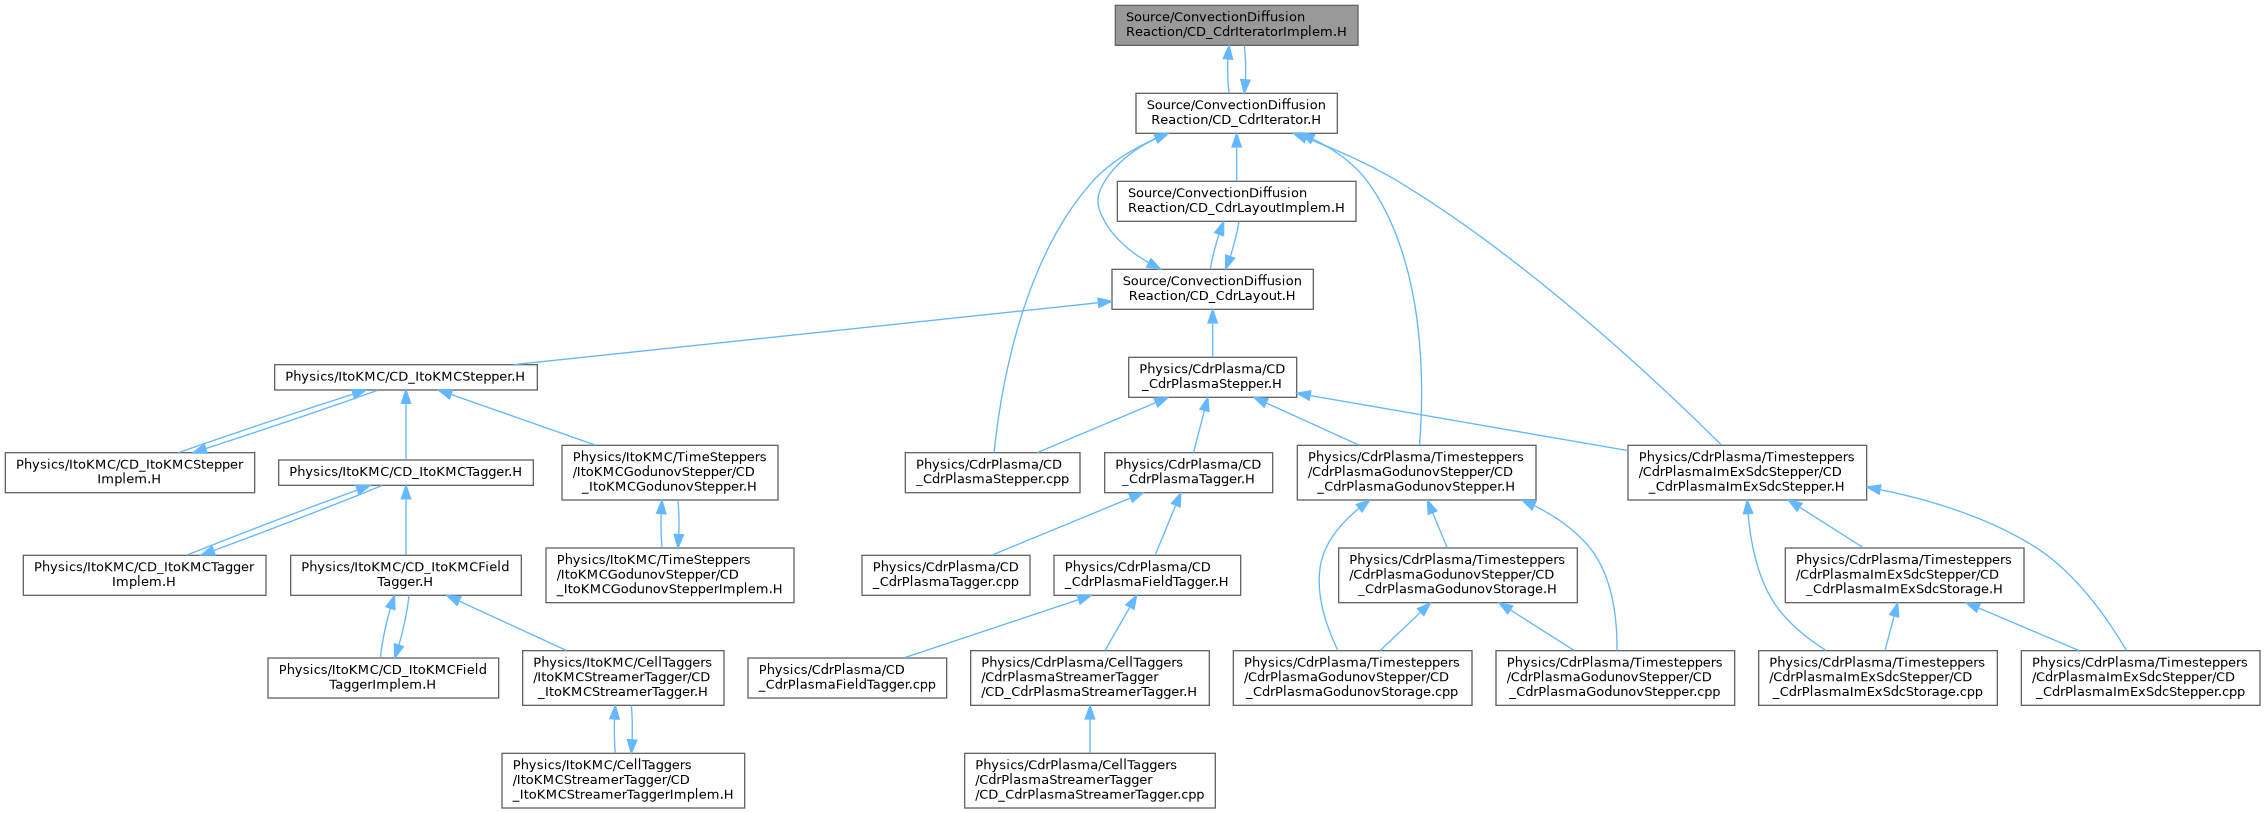 Source/ConvectionDiffusion
Reaction/CD_CdrIteratorImplem.H
Source/ConvectionDiffusion
Reaction/CD_CdrIterator.H
Source/ConvectionDiffusion
Reaction/CD_CdrLayoutImplem.H
Source/ConvectionDiffusion
Reaction/CD_CdrLayout.H
Physics/ItoKMC/CD_ItoKMCStepper.H
Physics/CdrPlasma/CD
_CdrPlasmaStepper.H
Physics/ItoKMC/CD_ItoKMCStepper
Implem.H
Physics/ItoKMC/CD_ItoKMCTagger.H
Physics/ItoKMC/TimeSteppers
/ItoKMCGodunovStepper/CD
_ItoKMCGodunovStepper.H
Physics/CdrPlasma/CD
_CdrPlasmaStepper.cpp
Physics/CdrPlasma/CD
_CdrPlasmaTagger.H
Physics/CdrPlasma/Timesteppers
/CdrPlasmaGodunovStepper/CD
_CdrPlasmaGodunovStepper.H
Physics/CdrPlasma/Timesteppers
/CdrPlasmaImExSdcStepper/CD
_CdrPlasmaImExSdcStepper.H
Physics/ItoKMC/CD_ItoKMCTagger
Implem.H
Physics/ItoKMC/CD_ItoKMCField
Tagger.H
Physics/ItoKMC/TimeSteppers
/ItoKMCGodunovStepper/CD
_ItoKMCGodunovStepperImplem.H
Physics/CdrPlasma/CD
_CdrPlasmaTagger.cpp
Physics/CdrPlasma/CD
_CdrPlasmaFieldTagger.H
Physics/CdrPlasma/Timesteppers
/CdrPlasmaGodunovStepper/CD
_CdrPlasmaGodunovStorage.H
Physics/CdrPlasma/Timesteppers
/CdrPlasmaImExSdcStepper/CD
_CdrPlasmaImExSdcStorage.H
Physics/ItoKMC/CD_ItoKMCField
TaggerImplem.H
Physics/ItoKMC/CellTaggers
/ItoKMCStreamerTagger/CD
_ItoKMCStreamerTagger.H
Physics/CdrPlasma/CD
_CdrPlasmaFieldTagger.cpp
Physics/CdrPlasma/CellTaggers
/CdrPlasmaStreamerTagger
/CD_CdrPlasmaStreamerTagger.H
Physics/CdrPlasma/Timesteppers
/CdrPlasmaGodunovStepper/CD
_CdrPlasmaGodunovStorage.cpp
Physics/CdrPlasma/Timesteppers
/CdrPlasmaGodunovStepper/CD
_CdrPlasmaGodunovStepper.cpp
Physics/CdrPlasma/Timesteppers
/CdrPlasmaImExSdcStepper/CD
_CdrPlasmaImExSdcStorage.cpp
Physics/CdrPlasma/Timesteppers
/CdrPlasmaImExSdcStepper/CD
_CdrPlasmaImExSdcStepper.cpp
Physics/ItoKMC/CellTaggers
/ItoKMCStreamerTagger/CD
_ItoKMCStreamerTaggerImplem.H
Physics/CdrPlasma/CellTaggers
/CdrPlasmaStreamerTagger
/CD_CdrPlasmaStreamerTagger.cpp